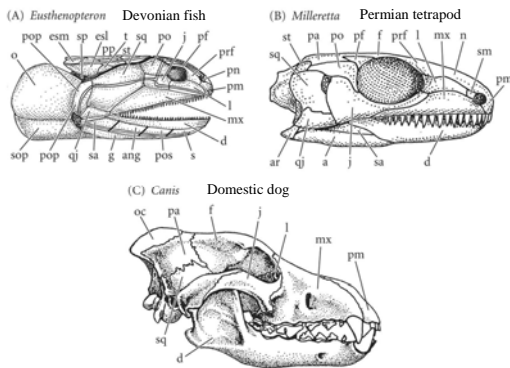 (A) Eusthenopteron Devonian fish
esm sp esl t sq po j pf
pop pp st prf
o pn
pm
l
mx
d
sop pop qj sa g ang pos s
(B) Milleretta Permian tetrapod
st pa po pf f prf l mx n
sq sm
pm
ar qj a j sa d
(C) Canis Domestic dog
oc pa f j l mx pm
sq
d